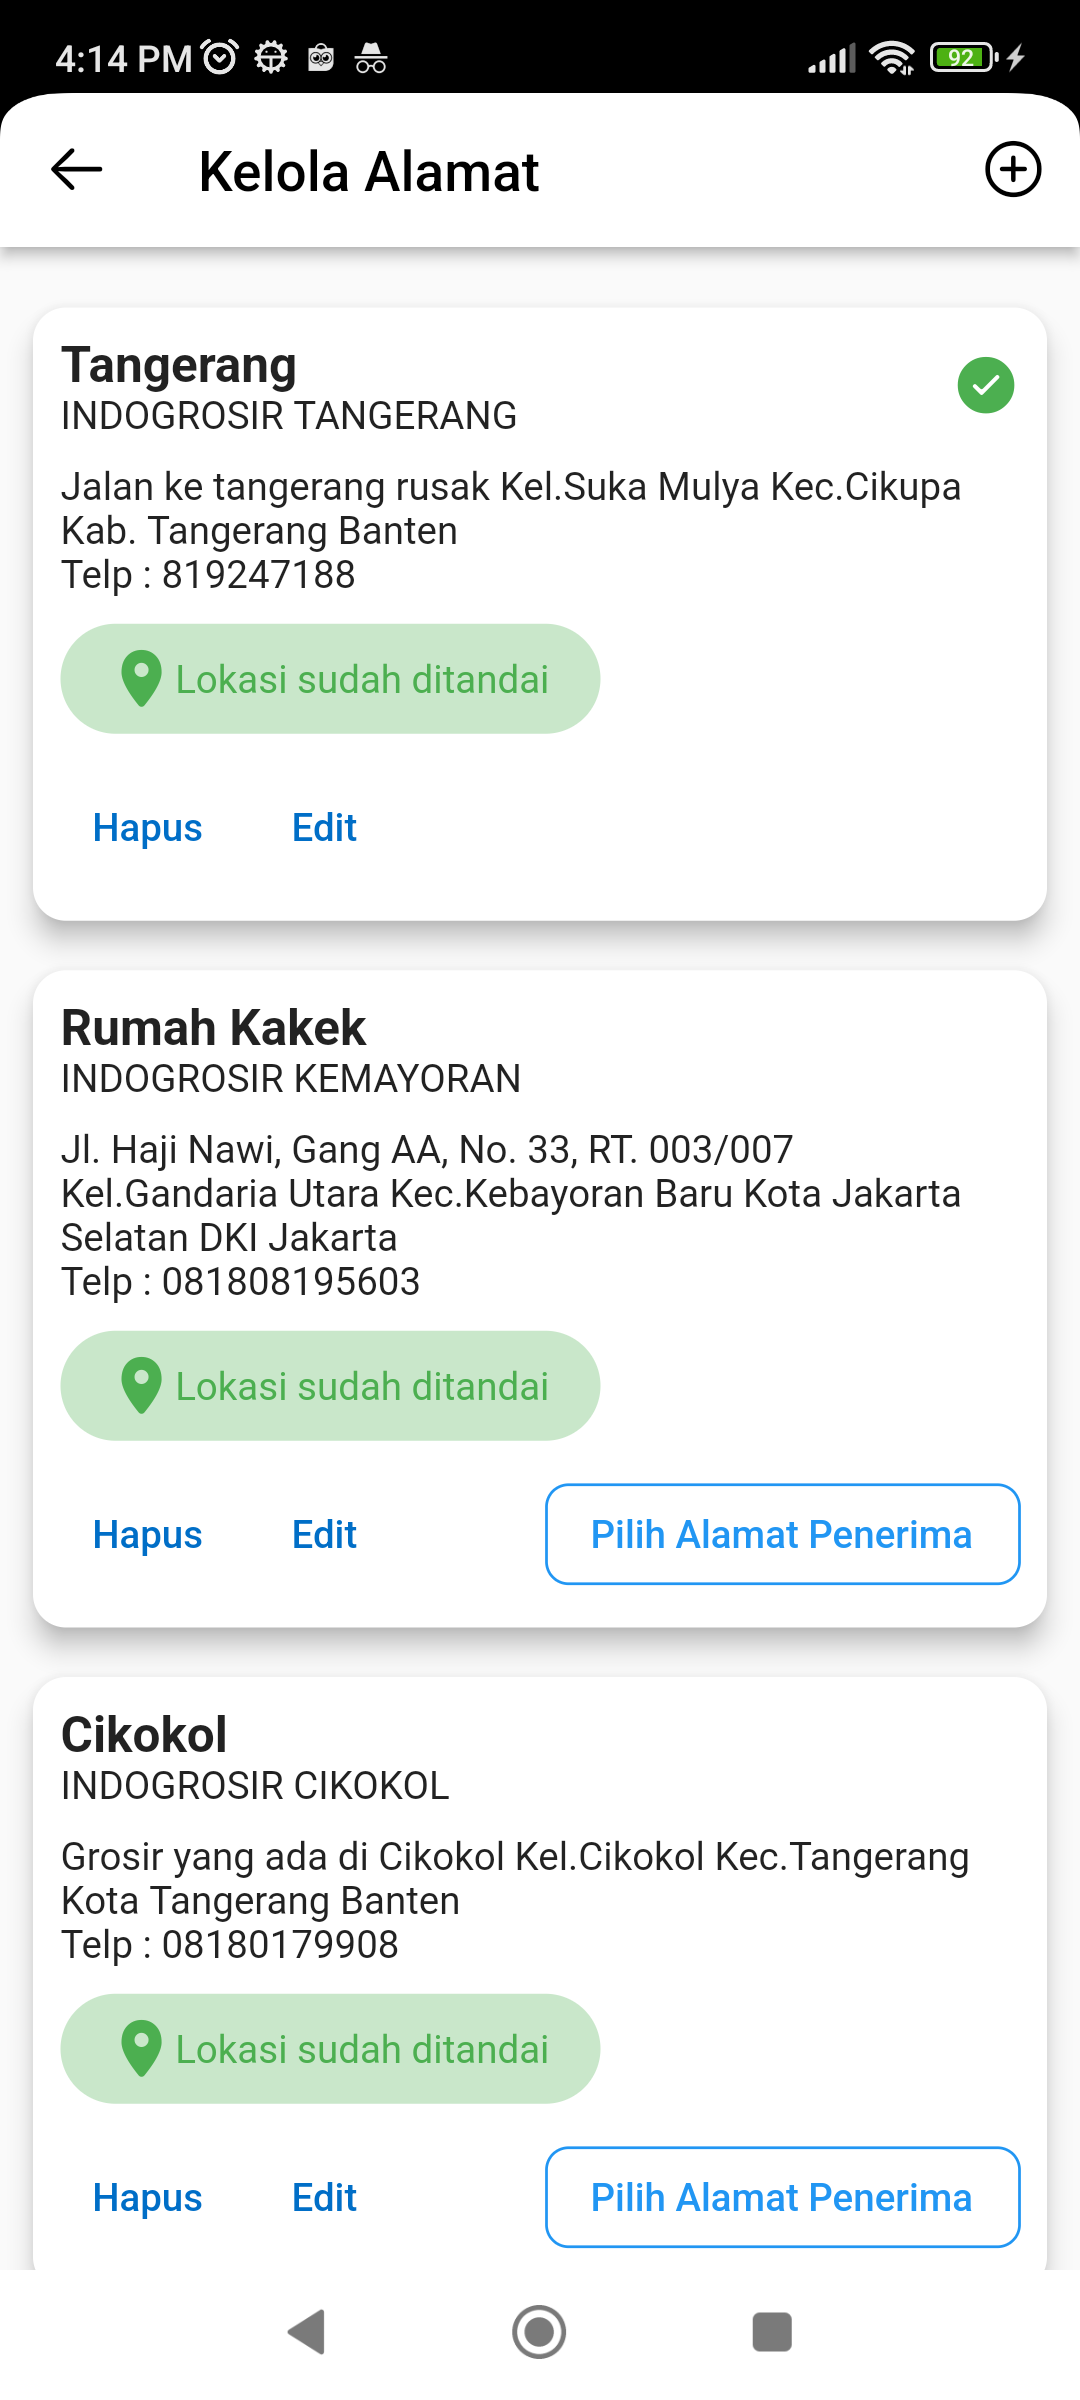 4:14 PM
92
Kelola Alamat
Tangerang
INDOGROSIR TANGERANG
Jalan ke tangerang rusak Kel.Suka Mulya Kec.Cikupa
Kab. Tangerang Banten
Telp : 819247188
Lokasi sudah ditandai
Hapus Edit
Rumah Kakek
INDOGROSIR KEMAYORAN
Jl. Haji Nawi, Gang AA, No. 33, RT. 003/007
Kel.Gandaria Utara Kec.Kebayoran Baru Kota Jakarta
Selatan DKI Jakarta
Telp : 081808195603
Lokasi sudah ditandai
Hapus Edit Pilih Alamat Penerima
Cikokol
INDOGROSIR CIKOKOL
Grosir yang ada di Cikokol Kel.Cikokol Kec.Tangerang
Kota Tangerang Banten
Telp : 08180179908
Lokasi sudah ditandai
Hapus Edit Pilih Alamat Penerima